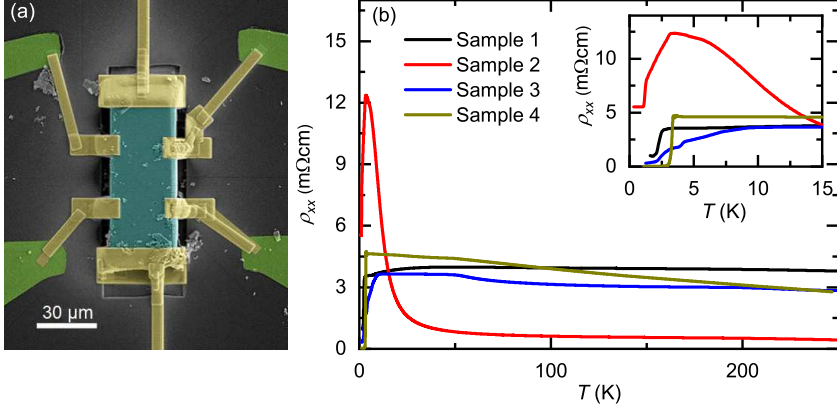 (a)
30 µm
(b)
Sample 1
Sample 2
Sample 3
Sample 4
ρxx (mΩcm)
15
12
9
6
3
0
0 100 200
T (K)
ρxx (mΩcm)
10
5
0
0 5 10 15
T (K)